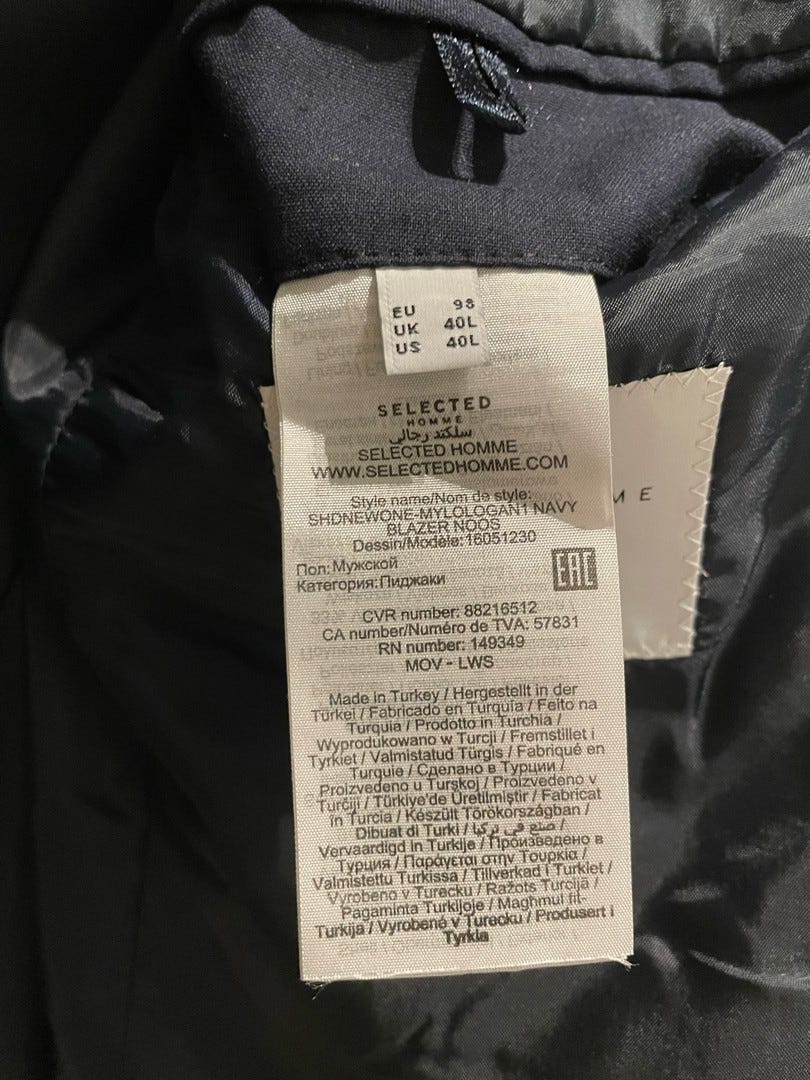 EU 98
UK 40L
US 40L
SELECTED
HOMME
سلكتد رجالي
SELECTED HOMME
WWW.SELECTEDHOMME.COM
Style name/Nom de style:
SHDNEWONE-MYLOLOGAN1 NAVY
BLAZER NOOS
Dessin/Modèle: 16051230
Пол: Мужской
Категория: Пиджаки
EAC
CVR number: 88216512
CA number/Numéro de TVA: 57831
RN number: 149349
MOV - LWS
Made in Turkey / Hergestellt in der
Türkei / Fabricado en Turquía / Feito na
Turquia / Prodotto in Turchia /
Wyprodukowano w Turcji / Fremstillet i
Tyrkiet / Valmistatud Türgis / Fabriqué en
Turquie / Сделано в Турции /
Proizvedeno u Turskoj / Proizvedeno v
Turčiji / Türkiye'de Üretilmiştir / Fabricat
în Turcia / Készült Törökországban /
Dibuat di Turki / صنع في تركيا /
Vervaardigd in Turkije / Произведено в
Турция / Παράγεται στην Τουρκία /
Valmistettu Turkissa / Tillverkad i Turkiet /
Vyrobeno v Turecku / Ražots Turcijā /
Pagaminta Turkijoje / Maghmul fit-
Turkija / Vyrobené v Turecku / Produsert i
Tyrkia
M E